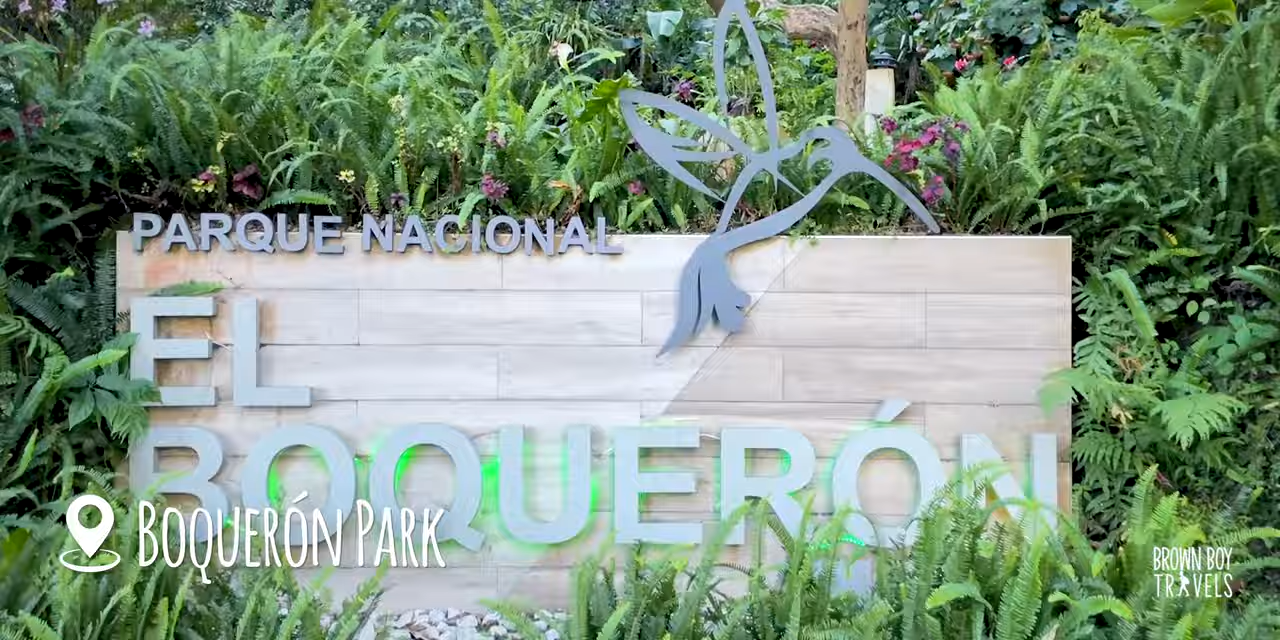 PARQUE NACIONAL
EL
BOQUERÓN
BOQUERÓN PARK
BROWN BOY
TRAVELS